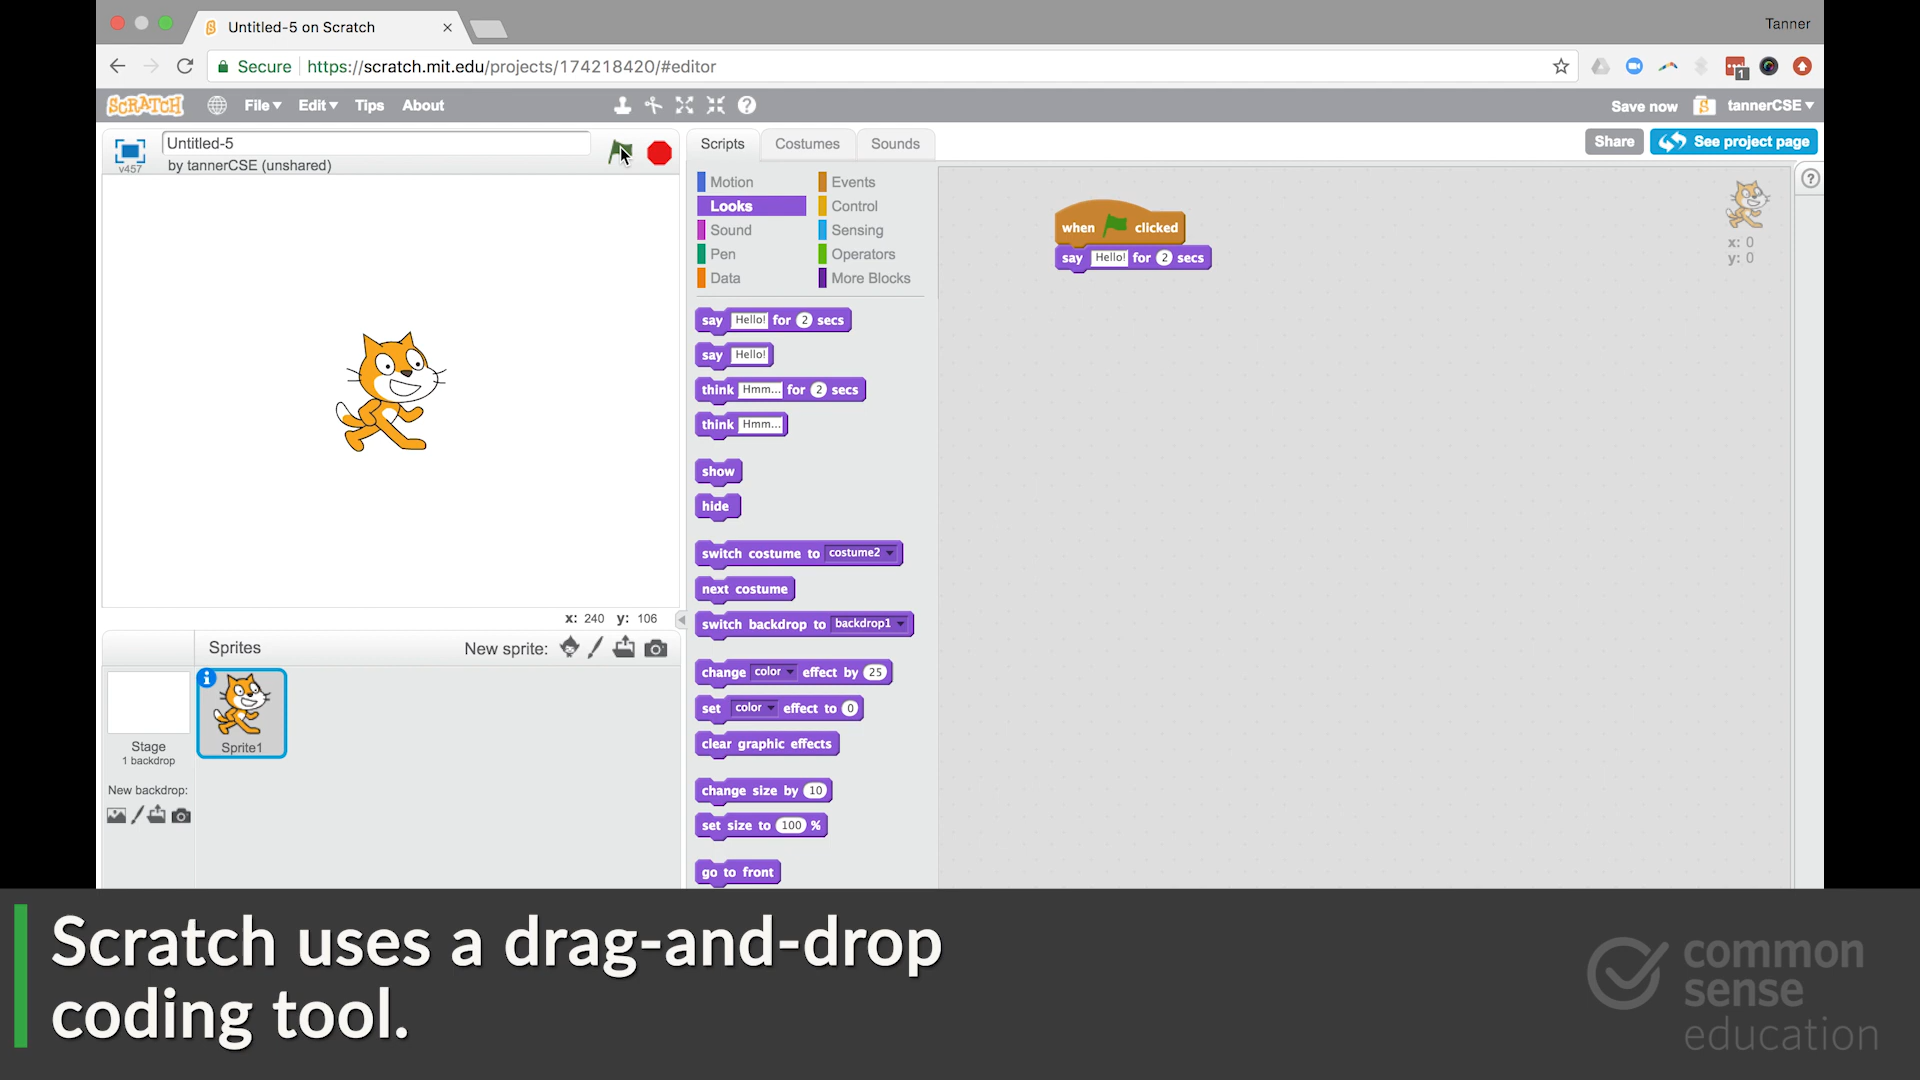 Untitled-5 on Scratch
Tanner
Secure https://scratch.mit.edu/projects/174218420/#editor
1
SCRATCH File Edit Tips About
Save now tannerCSE
Untitled-5
by tannerCSE (unshared)
v457
Scripts Costumes Sounds
Share See project page
Motion Events
Looks Control
Sound Sensing
Pen Operators
Data More Blocks
when clicked
say Hello! for 2 secs
x: 0
y: 0
say Hello! for 2 secs
say Hello!
think Hmm... for 2 secs
think Hmm...
show
hide
switch costume to costume2
next costume
switch backdrop to backdrop1
change color effect by 25
set color effect to 0
clear graphic effects
change size by 10
set size to 100 %
go to front
x: 240 y: 106
Sprites New sprite:
Stage
1 backdrop
New backdrop:
Sprite1
Scratch uses a drag-and-drop
coding tool.
common
sense
education